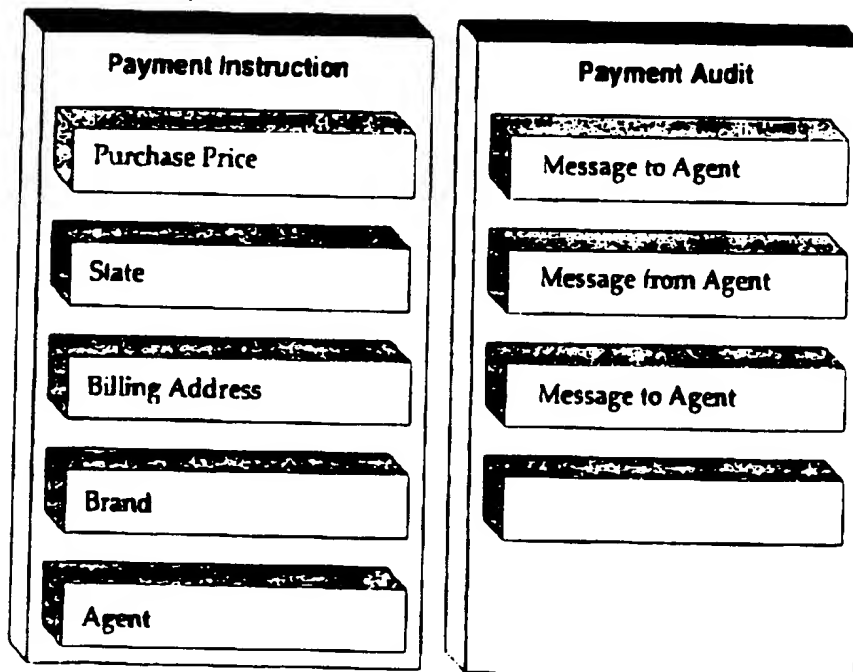 Payment Instruction
Purchase Price
State
Billing Address
Brand
Agent
Payment Audit
Message to Agent
Message from Agent
Message to Agent